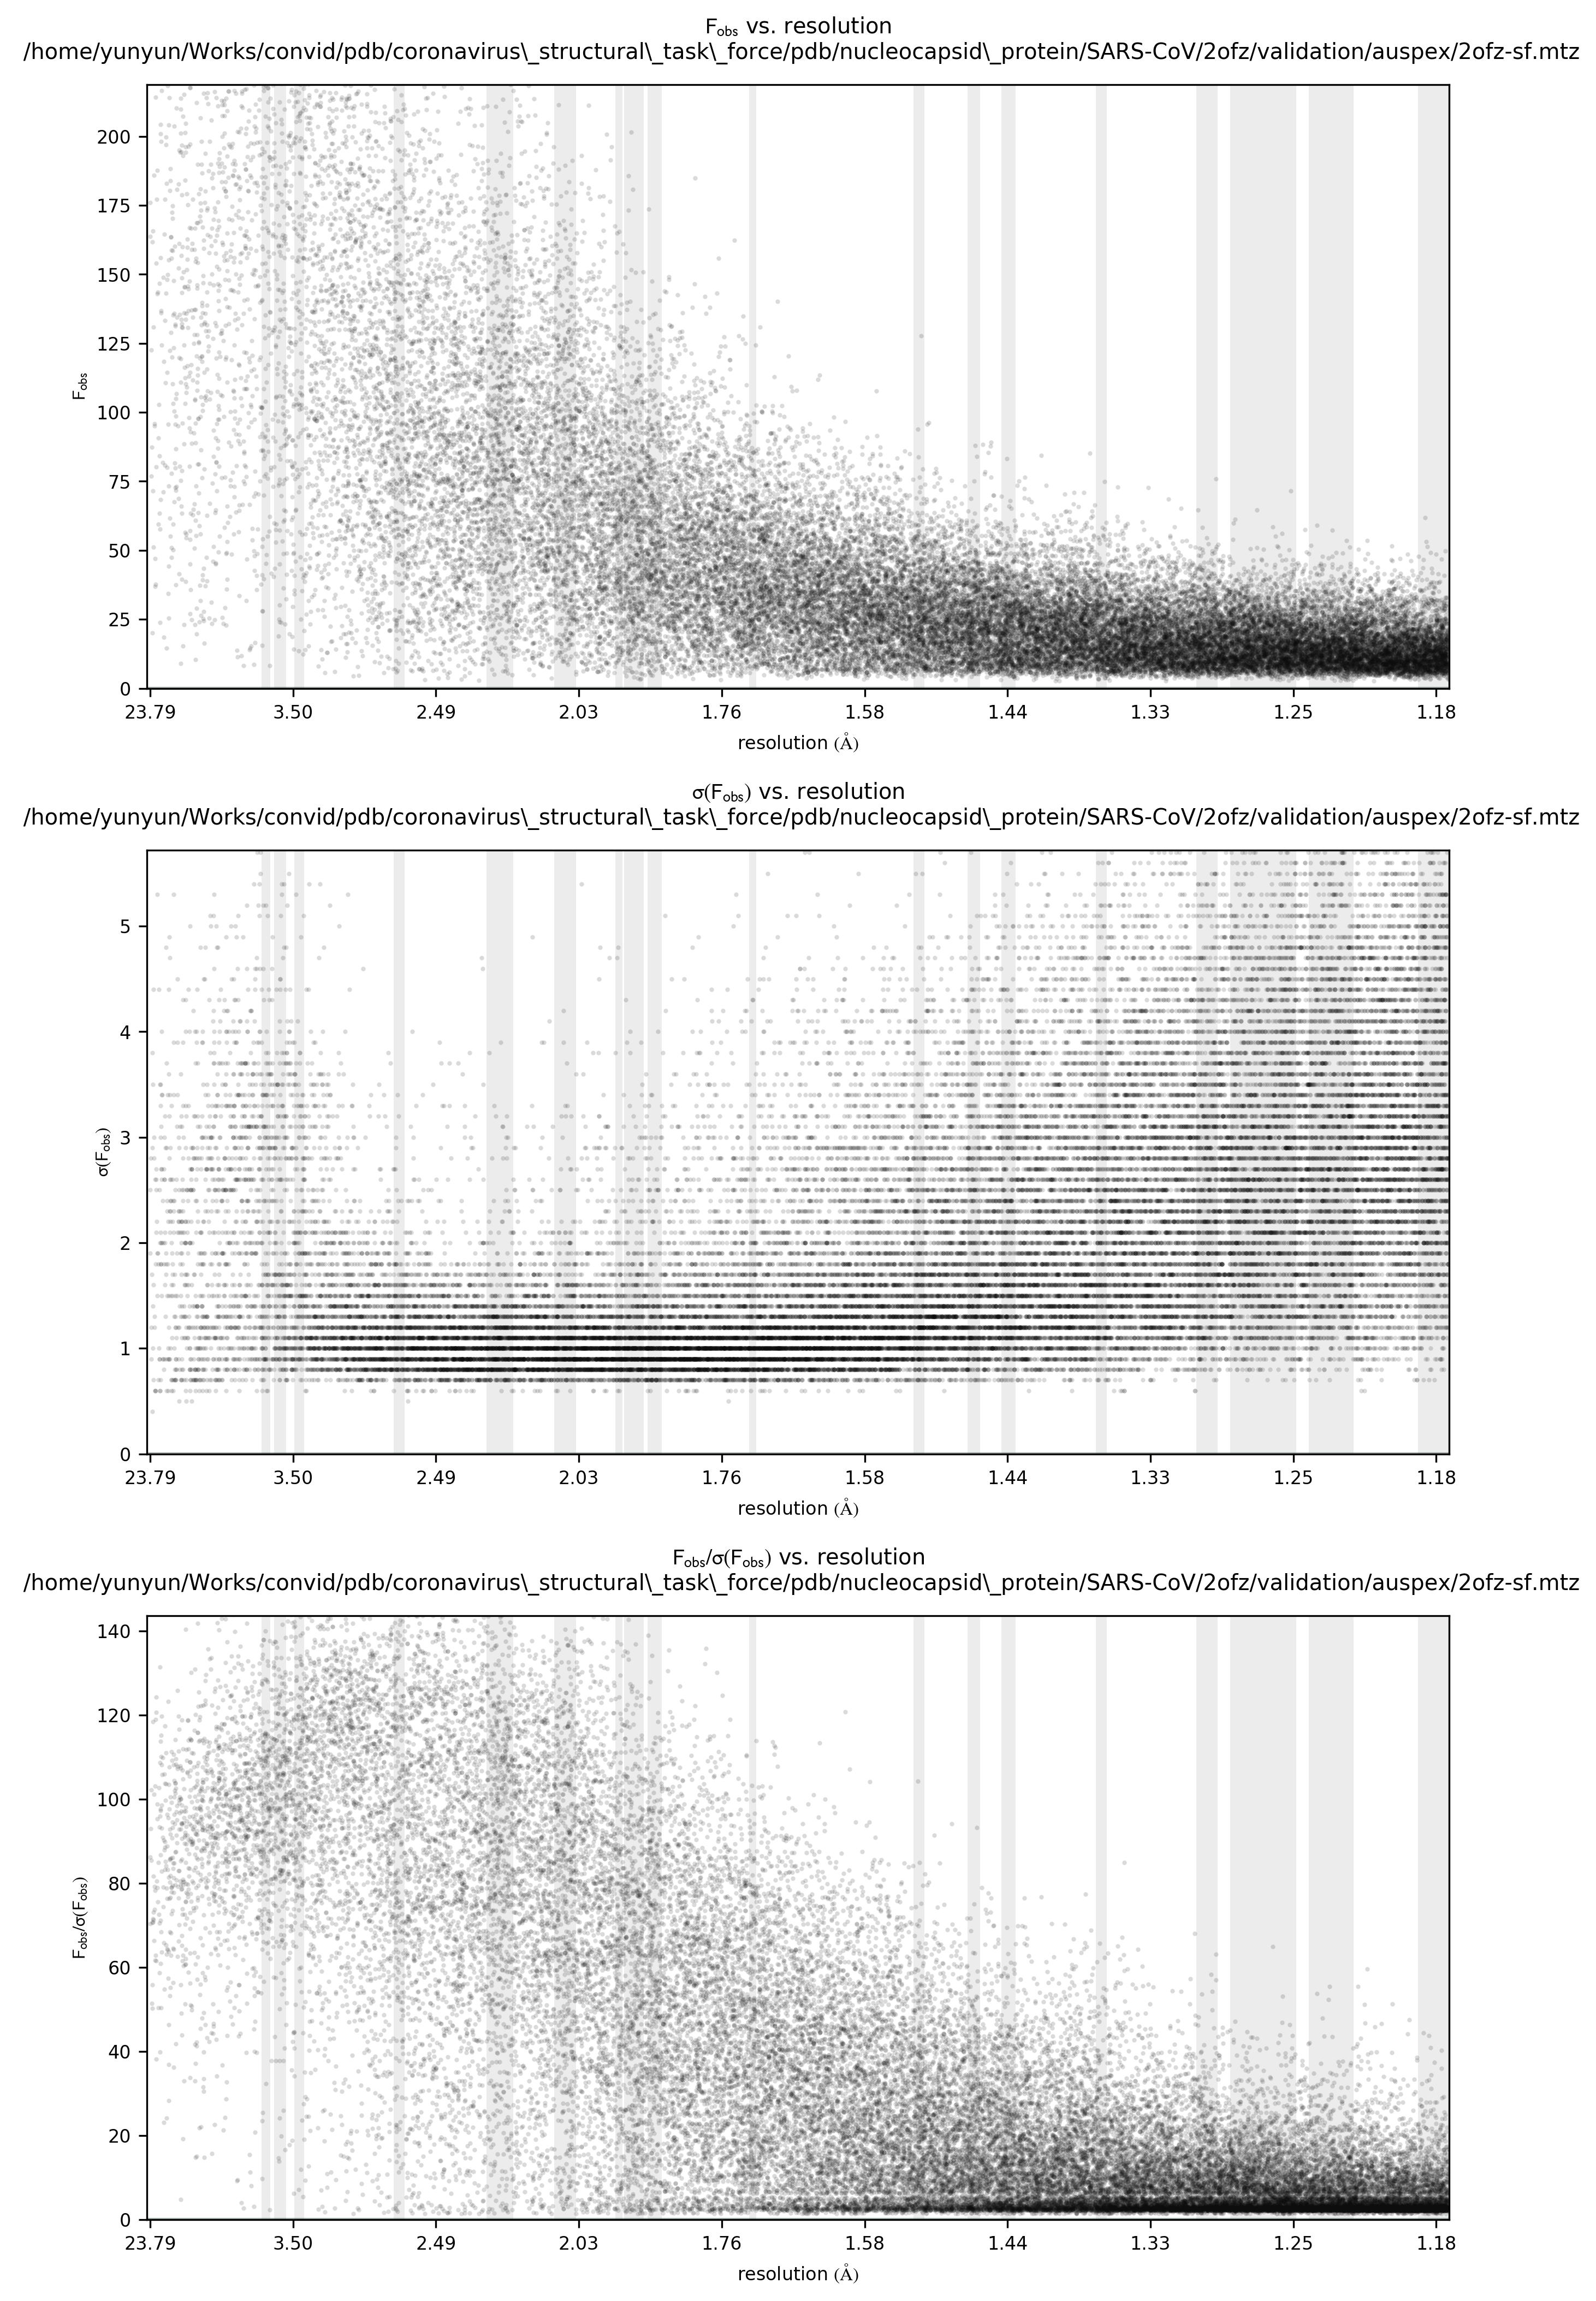 Fobs vs. resolution
/home/yunyun/Works/convid/pdb/coronavirus\_structural\_task\_force/pdb/nucleocapsid\_protein/SARS-CoV/2ofz/validation/auspex/2ofz-sf.mtz
200
175
150
125
100
75
50
25
0
Fobs
23.79 3.50 2.49 2.03 1.76 1.58 1.44 1.33 1.25 1.18
resolution (Å)
σ(Fobs) vs. resolution
/home/yunyun/Works/convid/pdb/coronavirus\_structural\_task\_force/pdb/nucleocapsid\_protein/SARS-CoV/2ofz/validation/auspex/2ofz-sf.mtz
5
4
3
2
1
0
σ(Fobs)
23.79 3.50 2.49 2.03 1.76 1.58 1.44 1.33 1.25 1.18
resolution (Å)
Fobs/σ(Fobs) vs. resolution
/home/yunyun/Works/convid/pdb/coronavirus\_structural\_task\_force/pdb/nucleocapsid\_protein/SARS-CoV/2ofz/validation/auspex/2ofz-sf.mtz
140
120
100
80
60
40
20
0
Fobs/σ(Fobs)
23.79 3.50 2.49 2.03 1.76 1.58 1.44 1.33 1.25 1.18
resolution (Å)